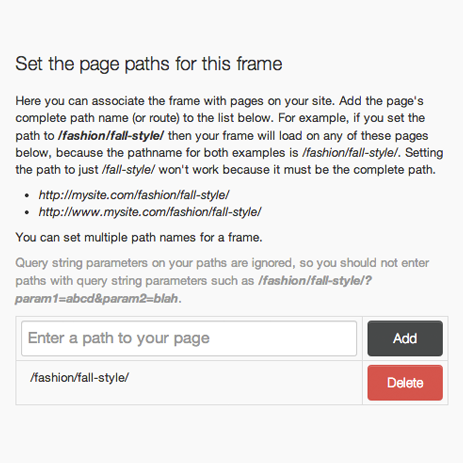 Set the page paths for this frame
Here you can associate the frame with pages on your site. Add the page's
complete path name (or route) to the list below. For example, if you set the
path to /fashion/fall-style/ then your frame will load on any of these pages
below, because the pathname for both examples is /fashion/fall-style/. Setting
the path to just /fall-style/ won't work because it must be the complete path.
• http://mysite.com/fashion/fall-style/
• http://www.mysite.com/fashion/fall-style/
You can set multiple path names for a frame.
Query string parameters on your paths are ignored, so you should not enter
paths with query string parameters such as /fashion/fall-style/?
param1=abcd&param2=blah.
Enter a path to your page
Add
/fashion/fall-style/
Delete